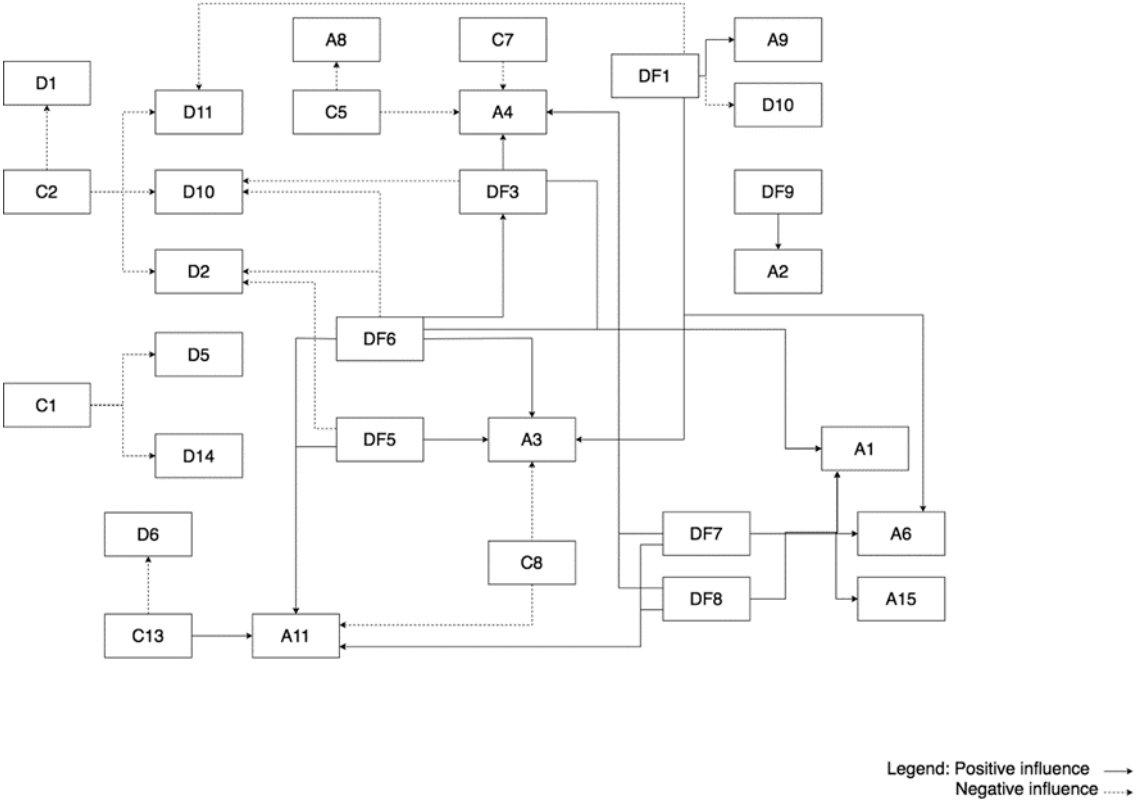 A8
C7
A9
DF1
D1
D10
D11
C5
A4
C2
D10
DF3
DF9
D2
A2
DF6
D5
C1
DF5
A3
A1
D14
D6
DF7
A6
C8
DF8
A15
C13
A11
Legend: Positive influence
Negative influence